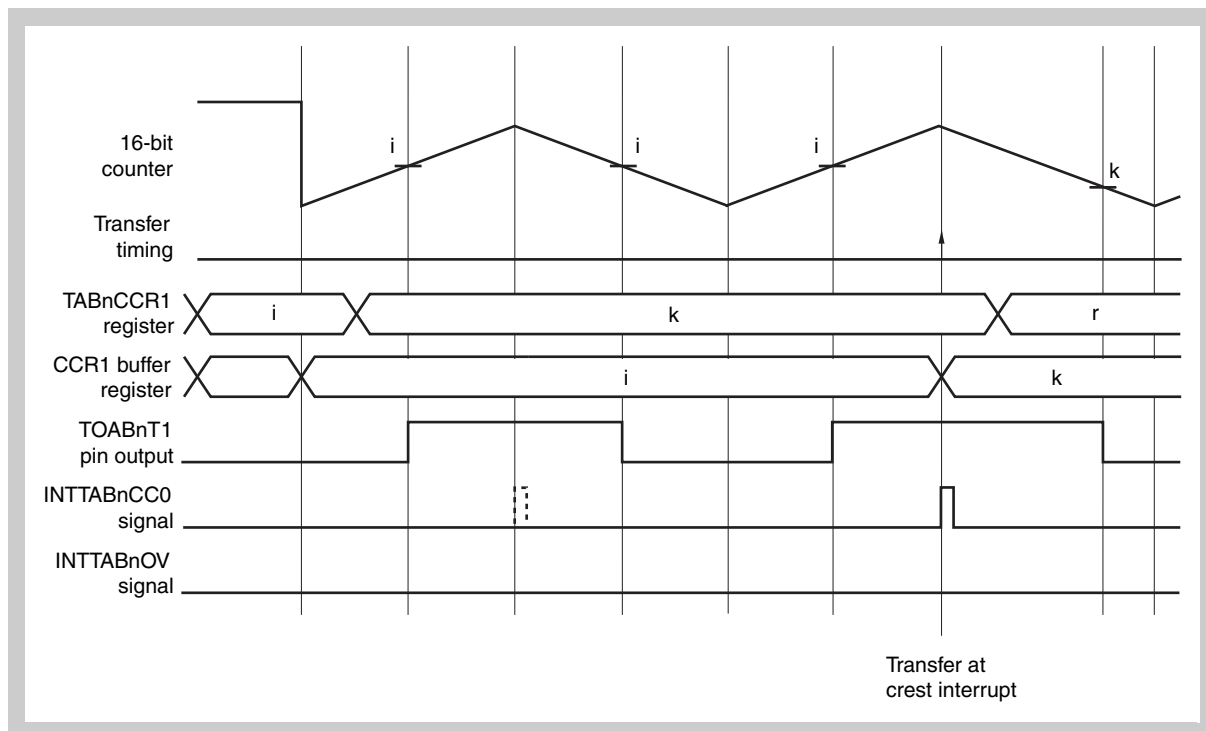 16-bit
counter
i
i
i
k
Transfer
timing
TABnCCR1
register
i
k
r
CCR1 buffer
register
i
k
TOABnT1
pin output
INTTABnCC0
signal
INTTABnOV
signal
Transfer at
crest interrupt